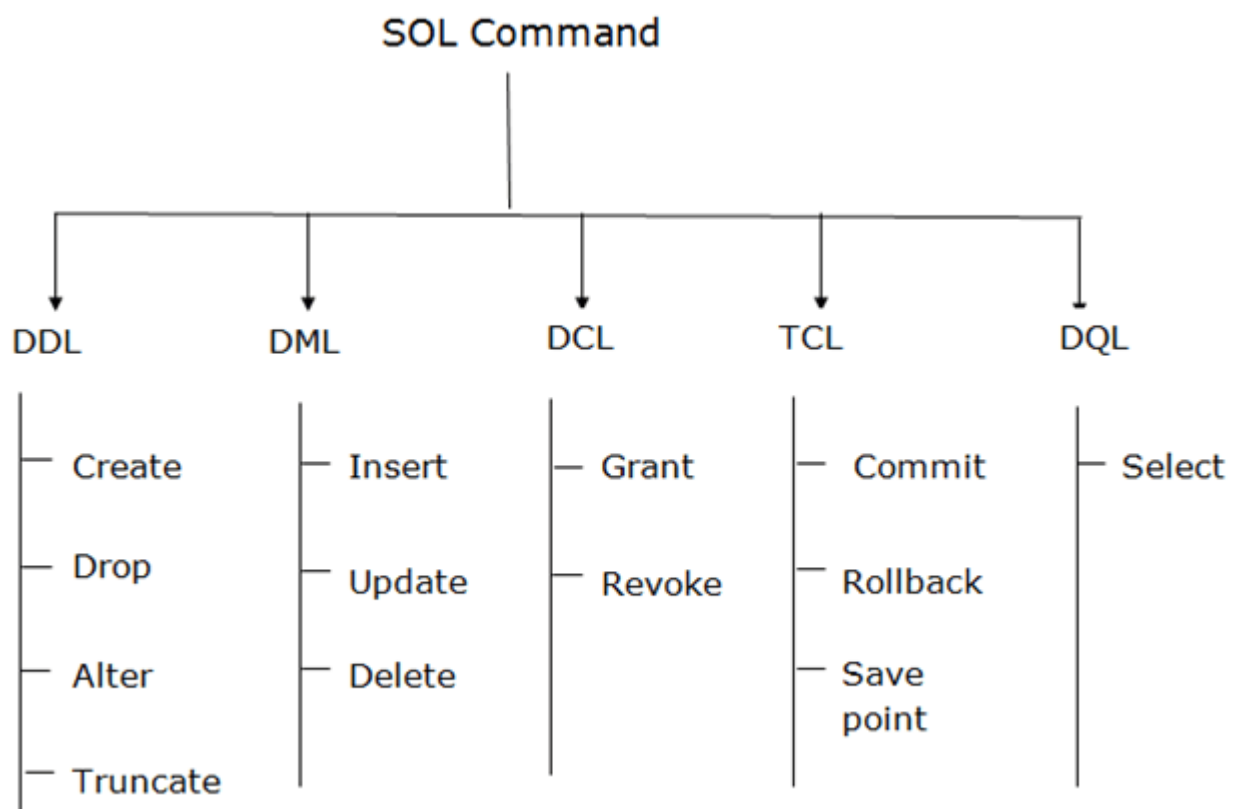 SOL Command
DDL
DML
DCL
TCL
DQL
Create
Insert
Grant
Commit
Select
Drop
Update
Revoke
Rollback
Alter
Delete
Save
point
Truncate